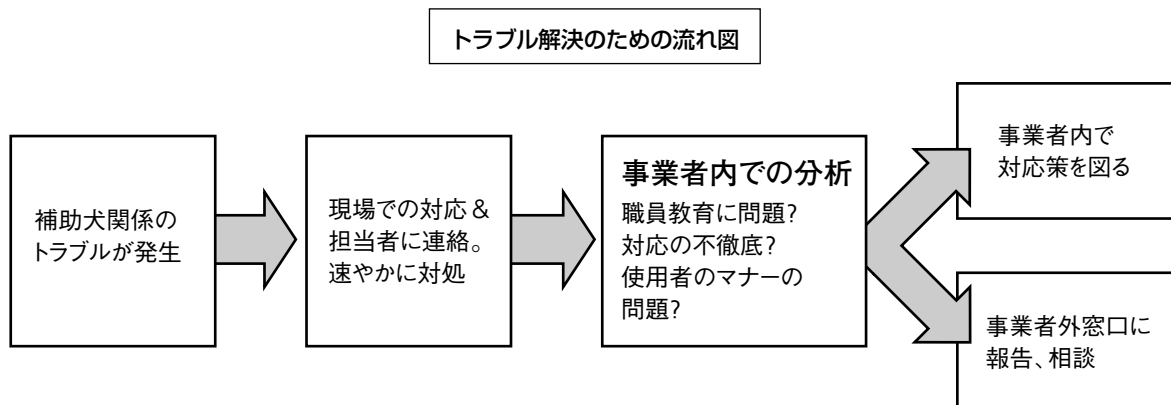 トラブル解決のための流れ図
補助犬関係の
トラブルが発生
現場での対応&
担当者に連絡。
速やかに対処
事業者内での分析
職員教育に問題?
対応の不徹底?
使用者のマナーの
問題?
事業者内で
対応策を図る
事業者外窓口に
報告、相談